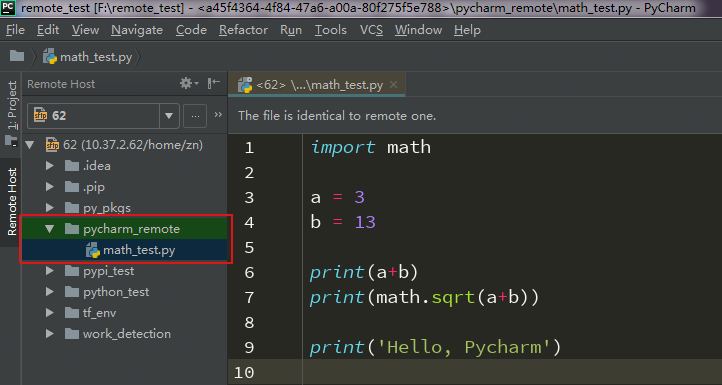 PC remote_test [F:\remote_test] - <a45f4364-4f84-47a6-a00a-80f275f5e788>\pycharm_remote\math_test.py - PyCharm
File Edit View Navigate Code Refactor Run Tools VCS Window Help
math_test.py
Remote Host
<62> \...\math_test.py
1: Project
Remote Host
sftp 62 ... »
The file is identical to remote one.
62 (10.37.2.62/home/zn)
.idea
.pip
py_pkgs
pycharm_remote
math_test.py
pypi_test
python_test
tf_env
work_detection
1 import math
2
3 a = 3
4 b = 13
5
6 print(a+b)
7 print(math.sqrt(a+b))
8
9 print('Hello, Pycharm')
10